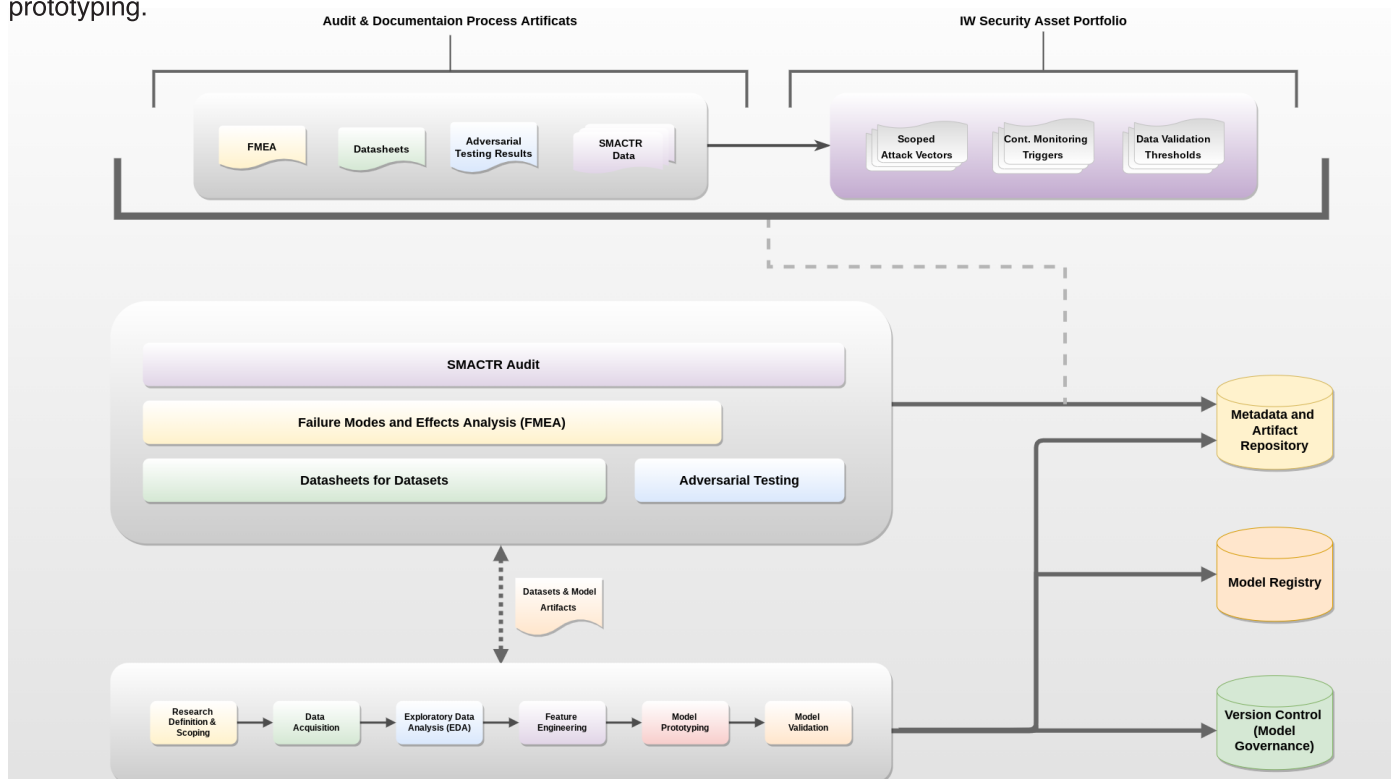 prototyping.
Audit & Documentaion Process Artificats
IW Security Asset Portfolio
FMEA
Datasheets
Adversarial
Testing Results
SMACTR
Data
Scoped
Attack Vectors
Cont. Monitoring
Triggers
Data Validation
Thresholds
SMACTR Audit
Failure Modes and Effects Analysis (FMEA)
Datasheets for Datasets
Adversarial Testing
Metadata and
Artifact
Repository
Datasets & Model
Artifacts
Model Registry
Research
Definition &
Scoping
Data
Acquisition
Exploratory Data
Analysis (EDA)
Feature
Engineering
Model
Prototyping
Model
Validation
Version Control
(Model
Governance)